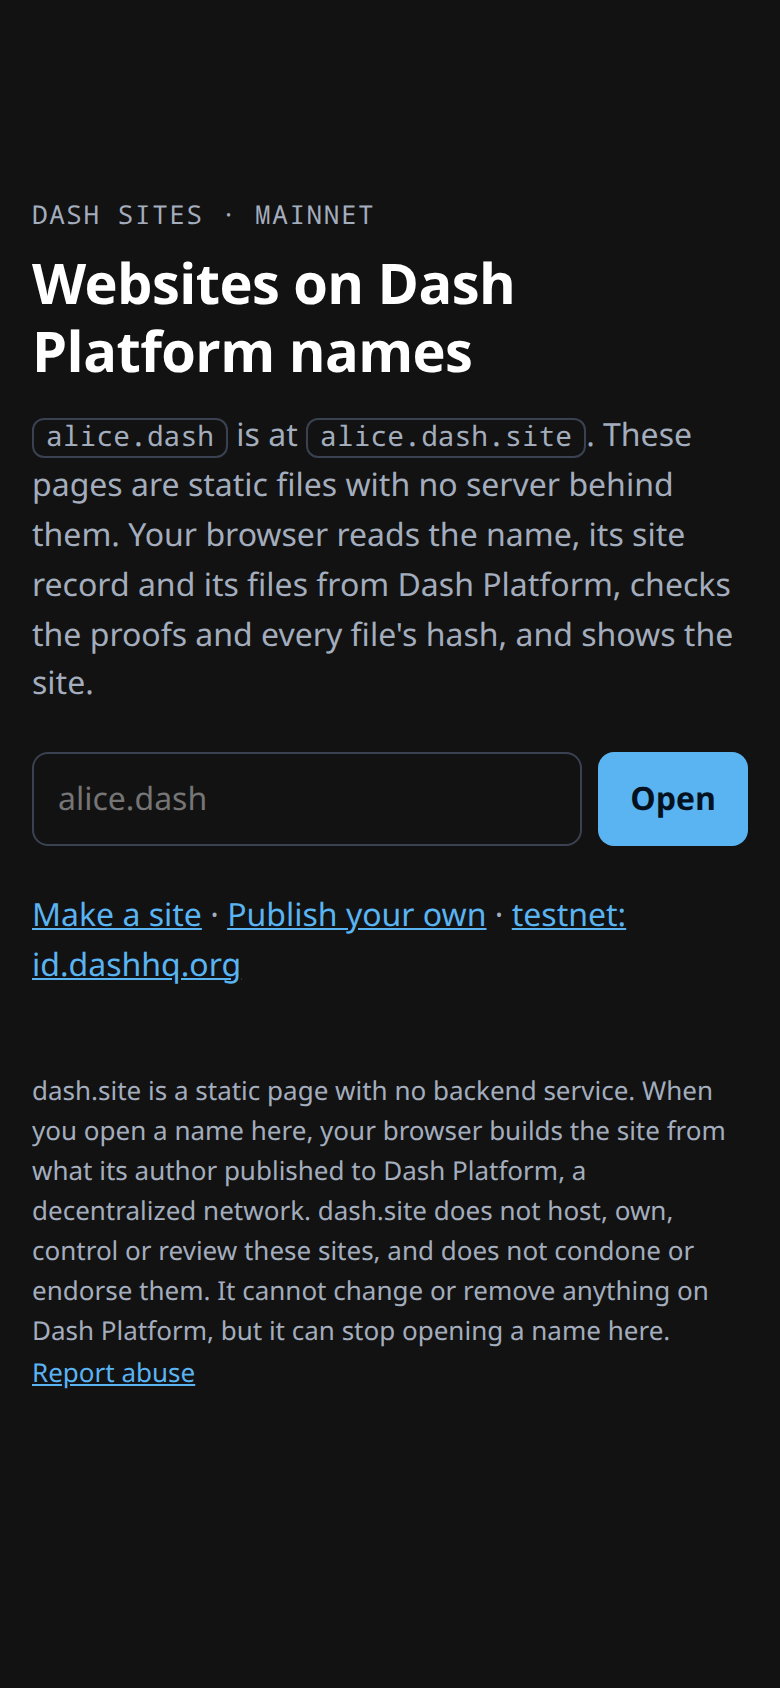 DASH SITES · MAINNET
Websites on Dash
Platform names
alice.dash is at alice.dash.site. These
pages are static files with no server behind
them. Your browser reads the name, its site
record and its files from Dash Platform, checks
the proofs and every file's hash, and shows the
site.
alice.dash
Open
Make a site · Publish your own · testnet:
id.dashhq.org
dash.site is a static page with no backend service. When
you open a name here, your browser builds the site from
what its author published to Dash Platform, a
decentralized network. dash.site does not host, own,
control or review these sites, and does not condone or
endorse them. It cannot change or remove anything on
Dash Platform, but it can stop opening a name here.
Report abuse